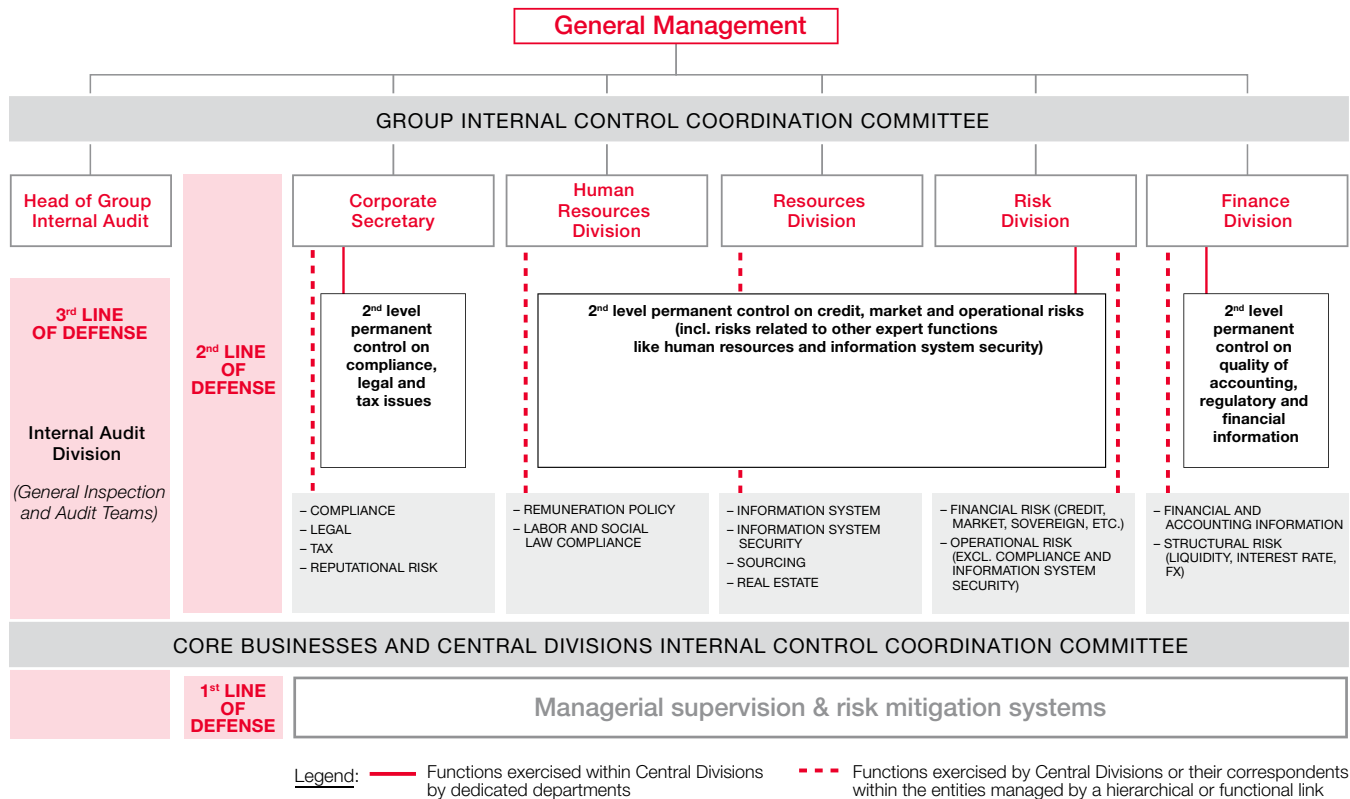 General Management
GROUP INTERNAL CONTROL COORDINATION COMMITTEE
Head of Group
Internal Audit
Corporate
Secretary
Human
Resources
Division
Resources
Division
Risk
Division
Finance
Division
3rd LINE
OF DEFENSE
Internal Audit
Division
(General Inspection
and Audit Teams)
2nd LINE
OF
DEFENSE
2nd level
permanent
control on
compliance,
legal and
tax issues
2nd level permanent control on credit, market and operational risks
(incl. risks related to other expert functions
like human resources and information system security)
2nd level
permanent
control on
quality of
accounting,
regulatory and
financial
information
– COMPLIANCE
– LEGAL
– TAX
– REPUTATIONAL RISK
– REMUNERATION POLICY
– LABOR AND SOCIAL
LAW COMPLIANCE
– INFORMATION SYSTEM
– INFORMATION SYSTEM
SECURITY
– SOURCING
– REAL ESTATE
– FINANCIAL RISK (CREDIT,
MARKET, SOVEREIGN, ETC.)
– OPERATIONAL RISK
(EXCL. COMPLIANCE AND
INFORMATION SYSTEM
SECURITY)
– FINANCIAL AND
ACCOUNTING INFORMATION
– STRUCTURAL RISK
(LIQUIDITY, INTEREST RATE,
FX)
CORE BUSINESSES AND CENTRAL DIVISIONS INTERNAL CONTROL COORDINATION COMMITTEE
1st LINE
OF
DEFENSE
Managerial supervision & risk mitigation systems
Legend:
Functions exercised within Central Divisions
by dedicated departments
Functions exercised by Central Divisions or their correspondents
within the entities managed by a hierarchical or functional link